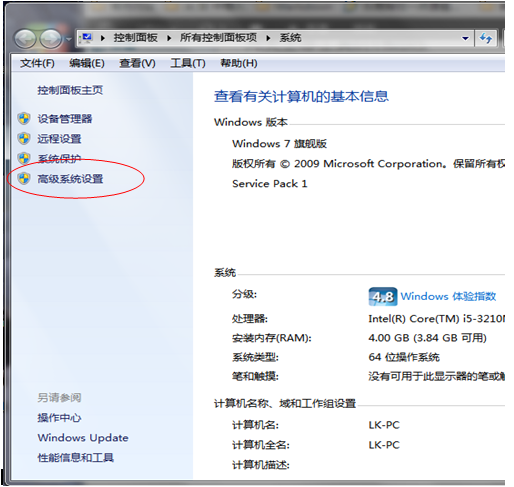 控制面板 ▸ 所有控制面板项 ▸ 系统
文件(F) 编辑(E) 查看(V) 工具(T) 帮助(H)
控制面板主页
设备管理器
远程设置
系统保护
高级系统设置
查看有关计算机的基本信息
Windows 版本
Windows 7 旗舰版
版权所有 © 2009 Microsoft Corporation。保留所有权
Service Pack 1
系统
分级:
4.8 Windows 体验指数
处理器: Intel(R) Core(TM) i5-3210M
安装内存(RAM): 4.00 GB (3.84 GB 可用)
系统类型: 64 位操作系统
笔和触摸: 没有可用于此显示器的笔或触
计算机名称、域和工作组设置
计算机名: LK-PC
计算机全名: LK-PC
计算机描述:
另请参阅
操作中心
Windows Update
性能信息和工具